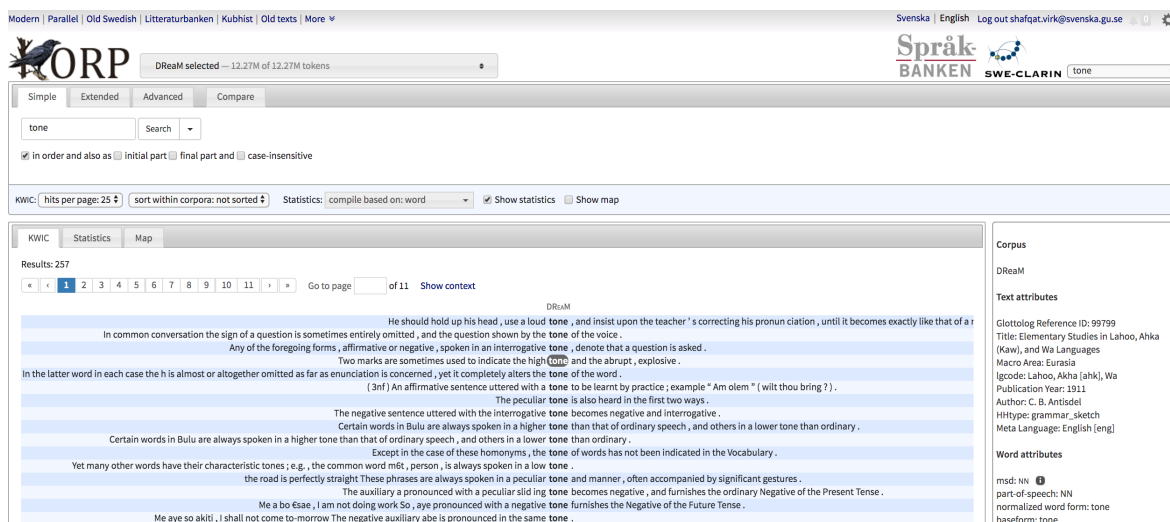 Modern | Parallel | Old Swedish | Litteraturbanken | Kubhist | Old texts | More
Svenska | English Log out shafqat.virk@svenska.gu.se 0
KORP
DReaM selected — 12.27M of 12.27M tokens
Språk-
BANKEN
SWE-CLARIN
tone
Simple Extended Advanced Compare
tone Search
in order and also as initial part final part and case-insensitive
KWIC: hits per page: 25 sort within corpora: not sorted Statistics: compile based on: word Show statistics Show map
KWIC Statistics Map
Results: 257
« ‹ 1 2 3 4 5 6 7 8 9 10 11 › » Go to page of 11 Show context
DREAM
He should hold up his head , use a loud tone , and insist upon the teacher ' s correcting his pronun ciation , until it becomes exactly like that of a
In common conversation the sign of a question is sometimes entirely omitted , and the question shown by the tone of the voice .
Any of the foregoing forms , affirmative or negative , spoken in an interrogative tone , denote that a question is asked .
Two marks are sometimes used to indicate the high tone and the abrupt , explosive .
In the latter word in each case the h is almost or altogether omitted as far as enunciation is concerned , yet it completely alters the tone of the word .
( 3nf ) An affirmative sentence uttered with a tone to be learnt by practice ; example “ Am olem ” ( wilt thou bring ? ) .
The peculiar tone is also heard in the first two ways .
The negative sentence uttered with the interrogative tone becomes negative and interrogative .
Certain words in Bulu are always spoken in a higher tone than that of ordinary speech , and others in a lower tone than ordinary .
Certain words in Bulu are always spoken in a higher tone than that of ordinary speech , and others in a lower tone than ordinary .
Except in the case of these homonyms , the tone of words has not been indicated in the Vocabulary .
Yet many other words have their characteristic tones ; e.g. , the common word m6t , person , is always spoken in a low tone .
the road is perfectly straight These phrases are always spoken in a peculiar tone and manner , often accompanied by significant gestures .
The auxiliary a pronounced with a peculiar slid ing tone becomes negative , and furnishes the ordinary Negative of the Present Tense .
Me a bo €sae , I am not doing work So , aye pronounced with a negative tone furnishes the Negative of the Future Tense .
Me aye so akiti , I shall not come to-morrow The negative auxiliary abe is pronounced in the same tone .
Corpus
DReaM
Text attributes
Glottolog Reference ID: 99799
Title: Elementary Studies in Lahoo, Ahka
(Kaw), and Wa Languages
Macro Area: Eurasia
lgcode: Lahoo, Akha [ahk], Wa
Publication Year: 1911
Author: C. B. Antisdel
HHtype: grammar_sketch
Meta Language: English [eng]
Word attributes
msd: NN
part-of-speech: NN
normalized word form: tone
baseform: tone